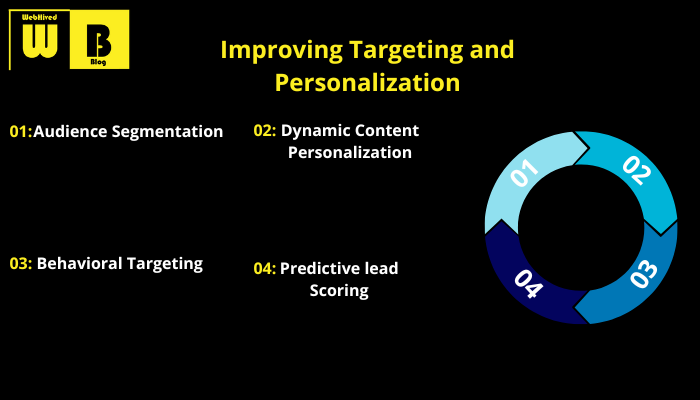 WebHived
W
B
Blog
Improving Targeting and
Personalization
01:Audience Segmentation
02: Dynamic Content
Personalization
03: Behavioral Targeting
04: Predictive lead
Scoring
01
02
03
04